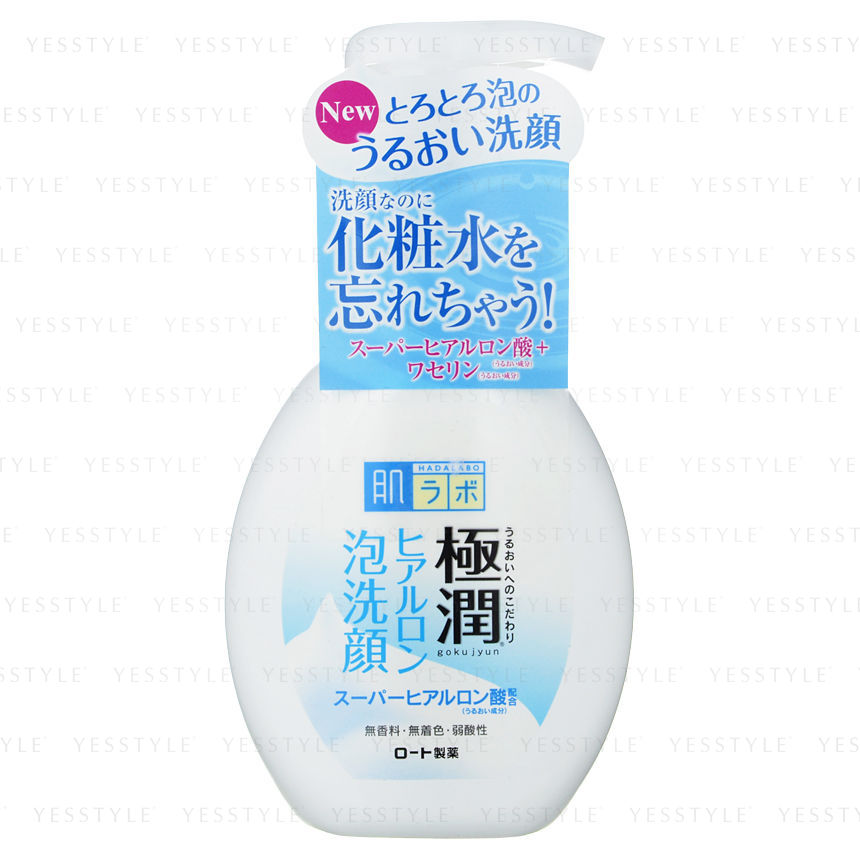 New
とろとろ泡の
うるおい洗顔
洗顔なのに
化粧水を
忘れちゃう!
スーパーヒアルロン酸+
(うるおい成分)
ワセリン(うるおい成分)
HADALABO
肌ラボ
うるおいへのこだわり
極潤®
gokujyun
ヒアルロン
泡洗顔
スーパーヒアルロン酸配合
(うるおい成分)
無香料・無着色・弱酸性
ロート製薬
YESSTYLE